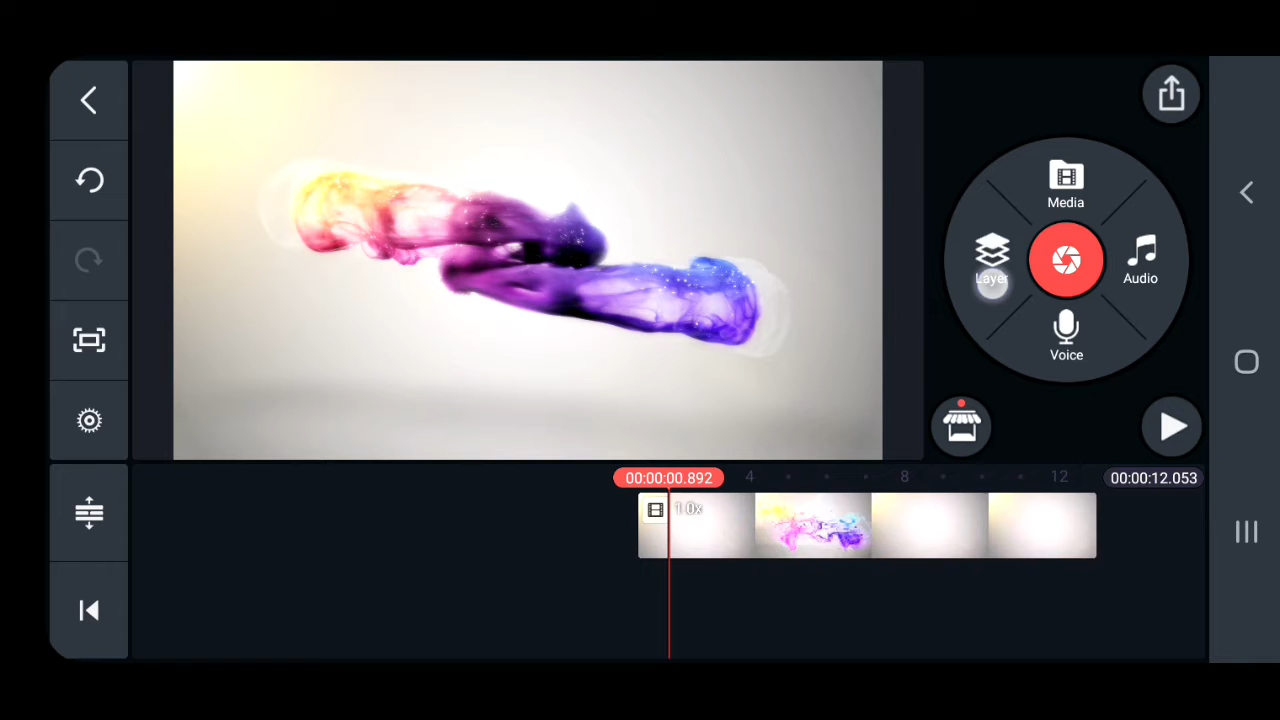 Media
Layer
Audio
Voice
00:00:00.892
4
8
12
00:00:12.053
1.0x